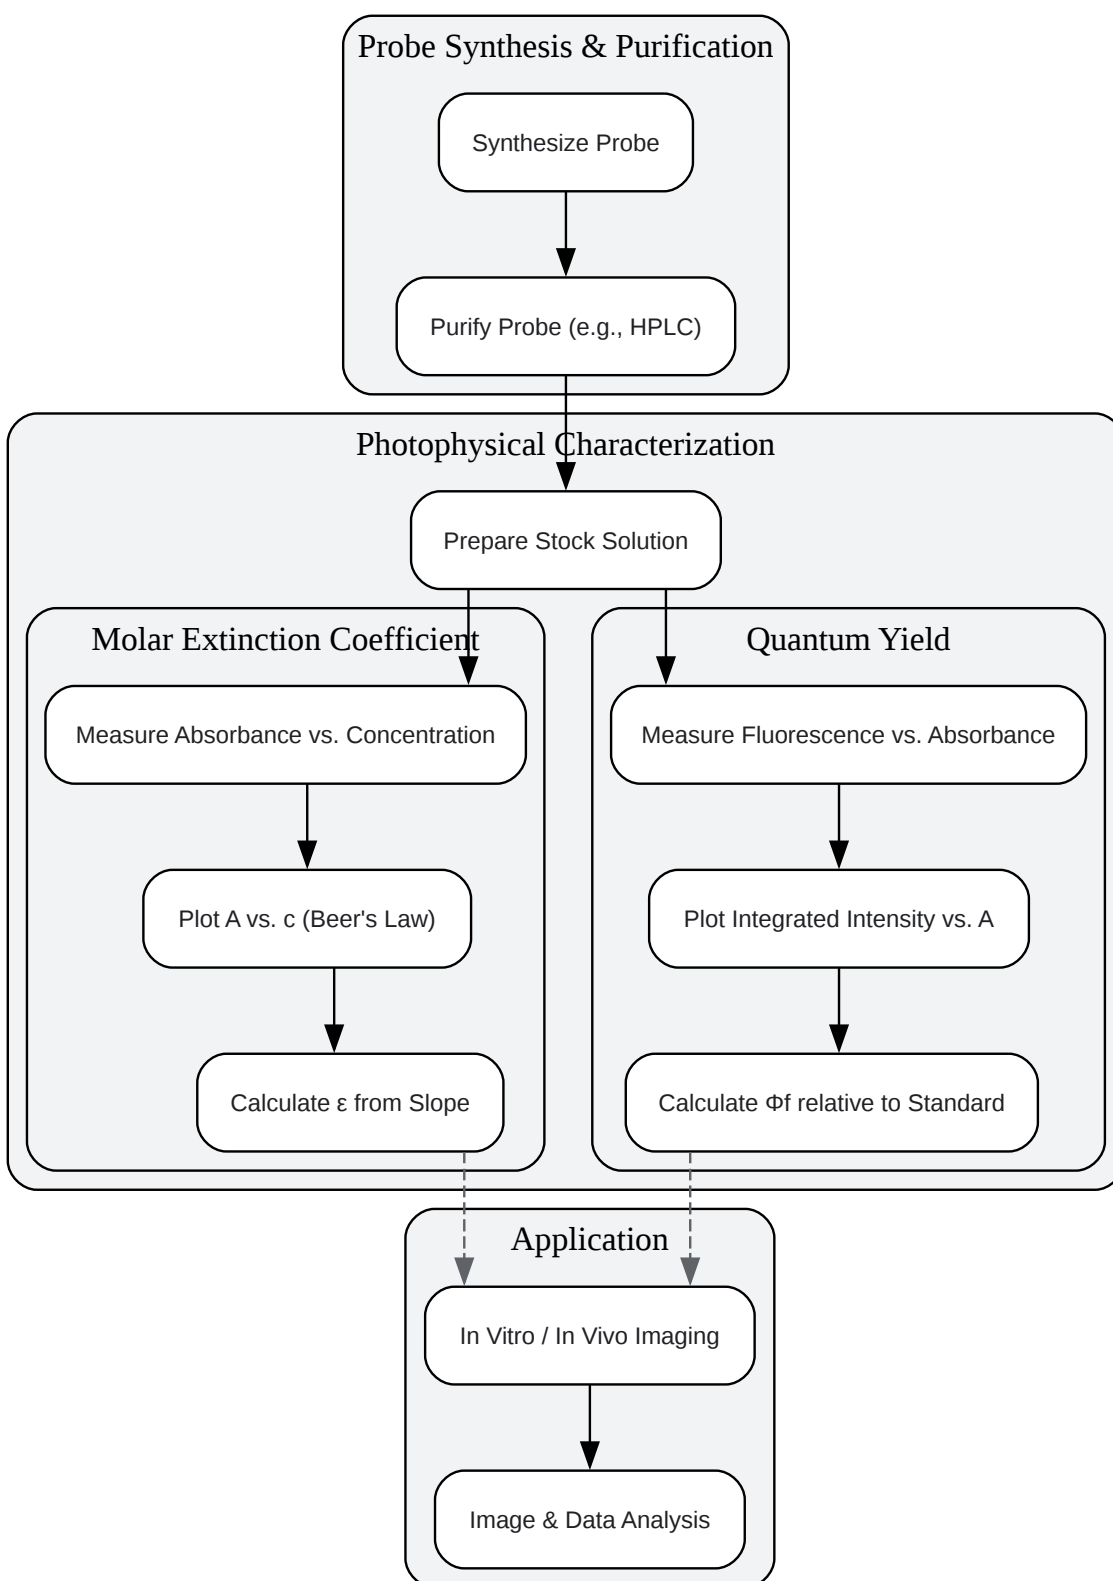 Probe Synthesis & Purification
Synthesize Probe
Purify Probe (e.g., HPLC)
Photophysical Characterization
Prepare Stock Solution
Molar Extinction Coefficient
Measure Absorbance vs. Concentration
Plot A vs. c (Beer's Law)
Calculate ε from Slope
Quantum Yield
Measure Fluorescence vs. Absorbance
Plot Integrated Intensity vs. A
Calculate Φf relative to Standard
Application
In Vitro / In Vivo Imaging
Image & Data Analysis